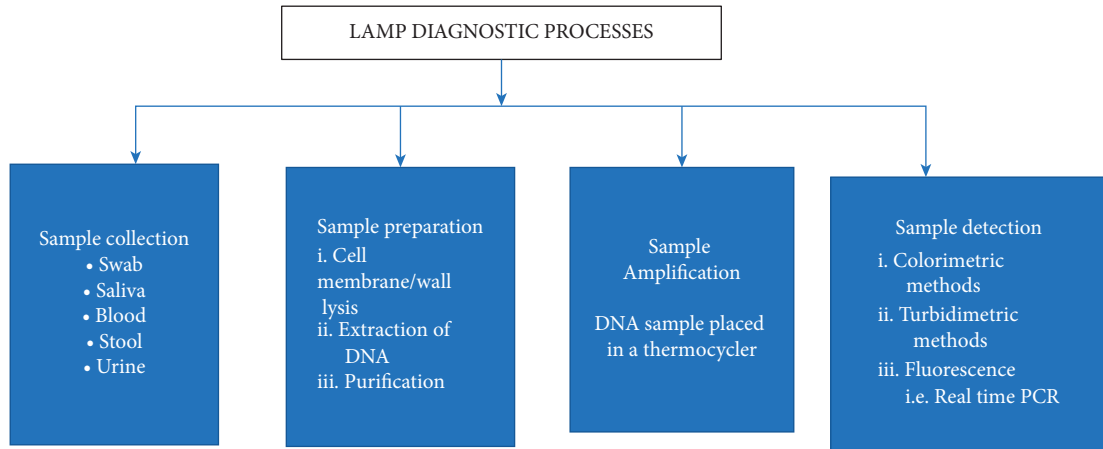 LAMP DIAGNOSTIC PROCESSES
Sample collection
• Swab
• Saliva
• Blood
• Stool
• Urine
Sample preparation
i. Cell
membrane/wall
lysis
ii. Extraction of
DNA
iii. Purification
Sample
Amplification
DNA sample placed
in a thermocycler
Sample detection
i. Colorimetric
methods
ii. Turbidimetric
methods
iii. Fluorescence
i.e. Real time PCR